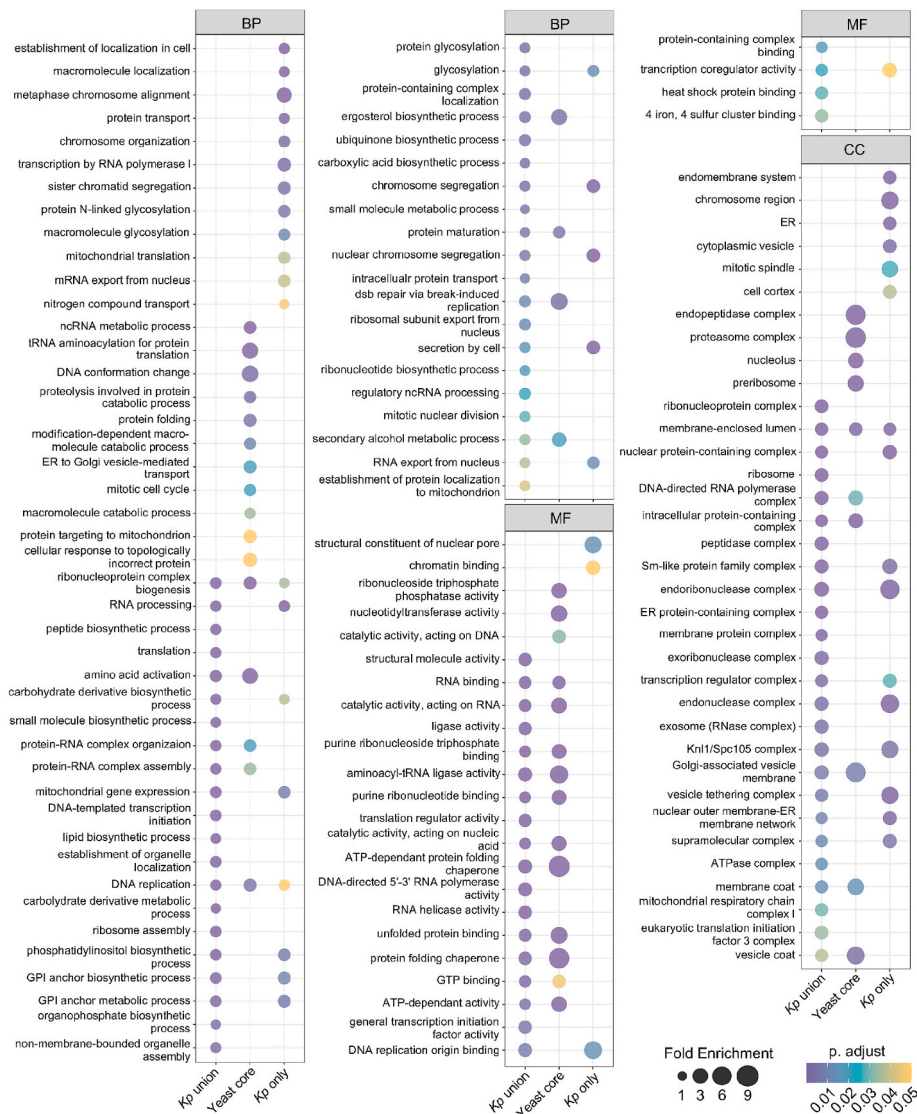 BP
establishment of localization in cell
macromolecule localization
metaphase chromosome alignment
protein transport
chromosome organization
transcription by RNA polymerase I
sister chromatid segregation
protein N-linked glycosylation
macromolecule glycosylation
mitochondrial translation
mRNA export from nucleus
nitrogen compound transport
ncRNA metabolic process
tRNA aminoacylation for protein
translation
DNA conformation change
proteolysis involved in protein
catabolic process
protein folding
modification-dependent macro-
molecule catabolic process
ER to Golgi vesicle-mediated
transport
mitotic cell cycle
macromolecule catabolic process
protein targeting to mitochondrion
cellular response to topologically
incorrect protein
ribonucleoprotein complex
biogenesis
RNA processing
peptide biosynthetic process
translation
amino acid activation
carbohydrate derivative biosynthetic
process
small molecule biosynthetic process
protein-RNA complex organizaion
protein-RNA complex assembly
mitochondrial gene expression
DNA-templated transcription
initiation
lipid biosynthetic process
establishment of organelle
localization
DNA replication
carbohydrate derivative metabolic
process
ribosome assembly
phosphatidylinositol biosynthetic
process
GPI anchor biosynthetic process
GPI anchor metabolic process
organophosphate biosynthetic
process
non-membrane-bounded organelle
assembly
Kp union
Yeast core
Kp only
BP
protein glycosylation
glycosylation
protein-containing complex
localization
ergosterol biosynthetic process
ubiquinone biosynthetic process
carboxylic acid biosynthetic process
chromosome segregation
small molecule metabolic process
protein maturation
nuclear chromosome segregation
intracellualr protein transport
dsb repair via break-induced
replication
ribosomal subunit export from
nucleus
secretion by cell
ribonucleotide biosynthetic process
regulatory ncRNA processing
mitotic nuclear division
secondary alcohol metabolic process
RNA export from nucleus
establishment of protein localization
to mitochondrion
MF
structural constituent of nuclear pore
chromatin binding
ribonucleoside triphosphate
phosphatase activity
nucleotidyltransferase activity
catalytic activity, acting on DNA
structural molecule activity
RNA binding
catalytic activity, acting on RNA
ligase activity
purine ribonucleoside triphosphate
binding
aminoacyl-tRNA ligase activity
purine ribonucleotide binding
translation regulator activity
catalytic activity, acting on nucleic
acid
ATP-dependent protein folding
chaperone
DNA-directed 5'-3' RNA polymerase
activity
RNA helicase activity
unfolded protein binding
protein folding chaperone
GTP binding
ATP-dependent activity
general transcription initiation
factor activity
DNA replication origin binding
Kp union
Yeast core
Kp only
MF
protein-containing complex
binding
trancription coregulator activity
heat shock protein binding
4 iron, 4 sulfur cluster binding
CC
endomembrane system
chromosome region
ER
cytoplasmic vesicle
mitotic spindle
cell cortex
endopeptidase complex
proteasome complex
nucleolus
preribosome
ribonucleoprotein complex
membrane-enclosed lumen
nuclear protein-containing complex
ribosome
DNA-directed RNA polymerase
complex
intracellular protein-containing
complex
peptidase complex
Sm-like protein family complex
endoribonuclease complex
ER protein-containing complex
membrane protein complex
exoribonuclease complex
transcription regulator complex
endonuclease complex
exosome (RNase complex)
Knl1/Spc105 complex
Golgi-associated vesicle
membrane
vesicle tethering complex
nuclear outer membrane-ER
membrane network
supramolecular complex
ATPase complex
membrane coat
mitochondrial respiratory chain
complex I
eukaryotic translation initiation
factor 3 complex
vesicle coat
Kp union
Yeast core
Kp only
Fold Enrichment
1 3 6 9
p. adjust
0.01 0.02 0.03 0.04 0.05